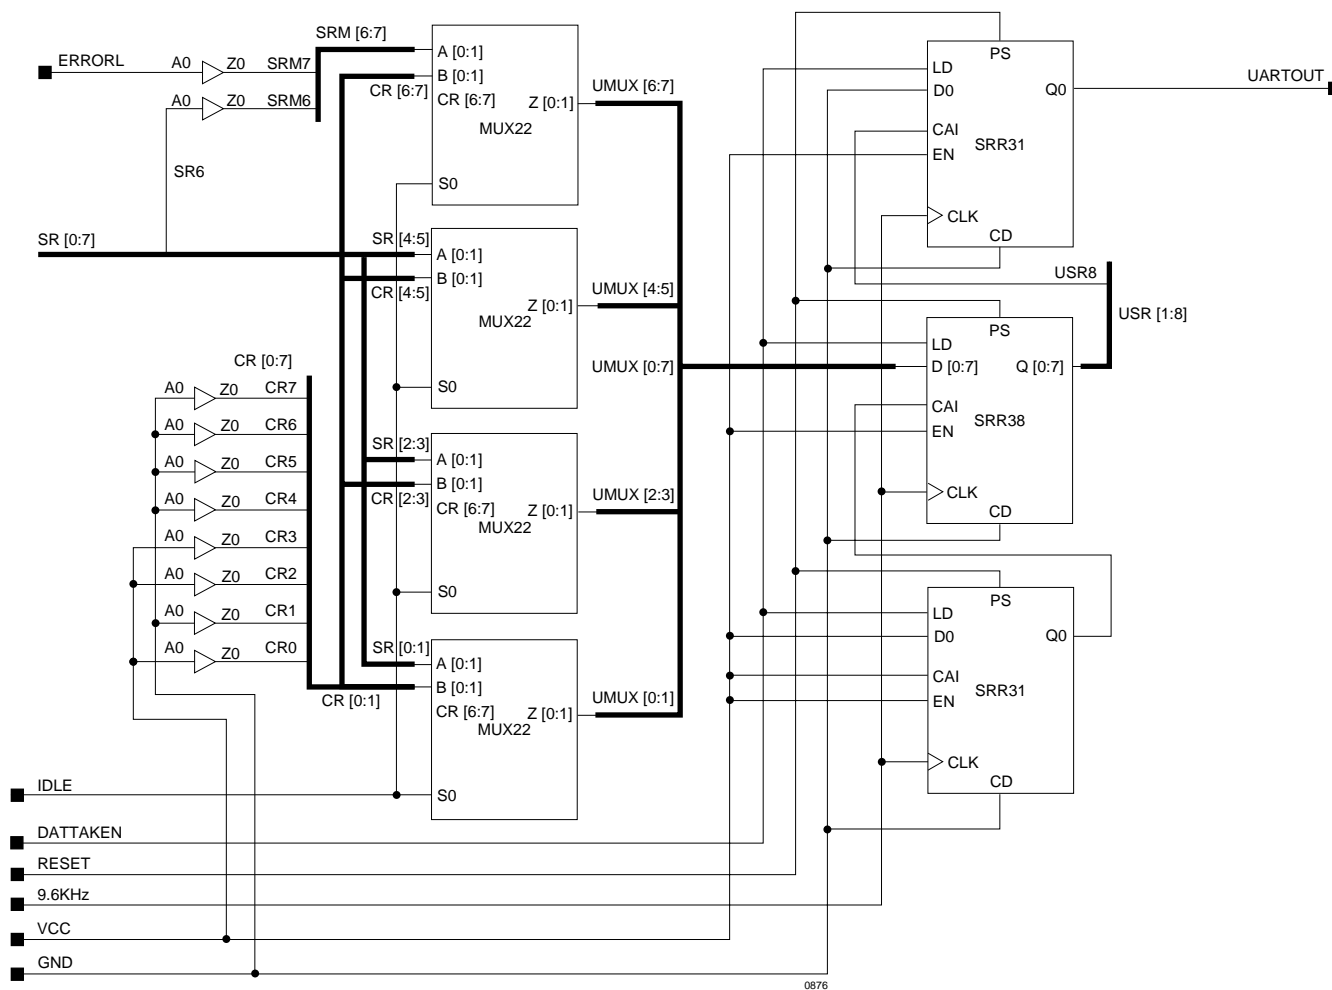 SRM [6:7]
ERRORL
A0
Z0
SRM7
A0
Z0
SRM6
SR6
SR [0:7]
CR [6:7]
A [0:1]
B [0:1]
CR [6:7]
Z [0:1]
MUX22
S0
UMUX [6:7]
SR [4:5]
CR [4:5]
A [0:1]
B [0:1]
Z [0:1]
MUX22
S0
UMUX [4:5]
UMUX [0:7]
CR [0:7]
A0
Z0
CR7
A0
Z0
CR6
A0
Z0
CR5
A0
Z0
CR4
A0
Z0
CR3
A0
Z0
CR2
A0
Z0
CR1
A0
Z0
CR0
SR [2:3]
CR [2:3]
A [0:1]
B [0:1]
CR [6:7]
Z [0:1]
MUX22
S0
UMUX [2:3]
SR [0:1]
CR [0:1]
A [0:1]
B [0:1]
CR [6:7]
Z [0:1]
MUX22
S0
UMUX [0:1]
PS
LD
D0
Q0
CAI
SRR31
EN
CLK
CD
UARTOUT
USR8
USR [1:8]
PS
LD
D [0:7]
Q [0:7]
CAI
SRR38
EN
CLK
CD
PS
LD
D0
Q0
CAI
SRR31
EN
CLK
CD
IDLE
DATTAKEN
RESET
9.6KHz
VCC
GND
0876